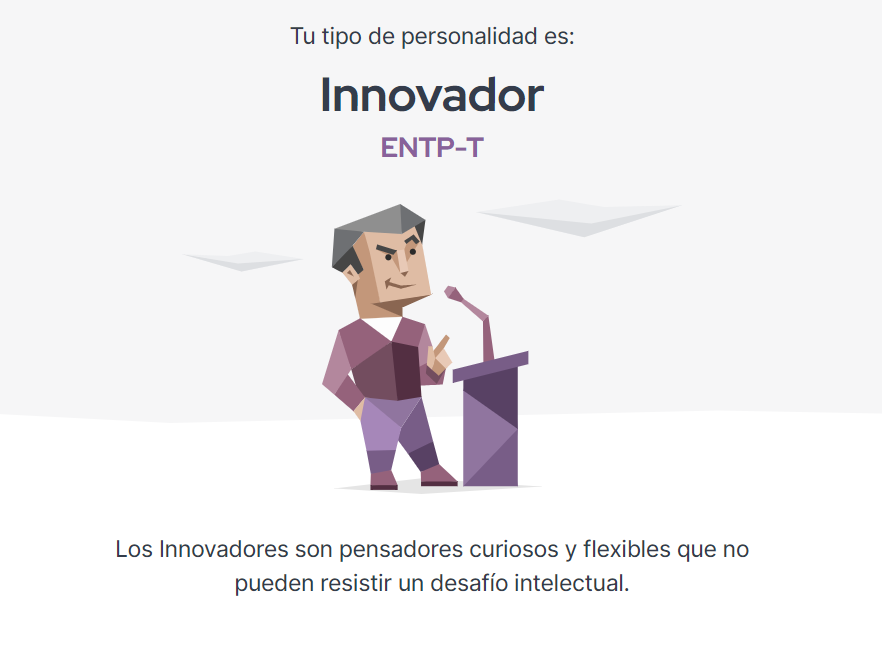 Tu tipo de personalidad es:
Innovador
ENTP-T
Los Innovadores son pensadores curiosos y flexibles que no
pueden resistir un desafío intelectual.